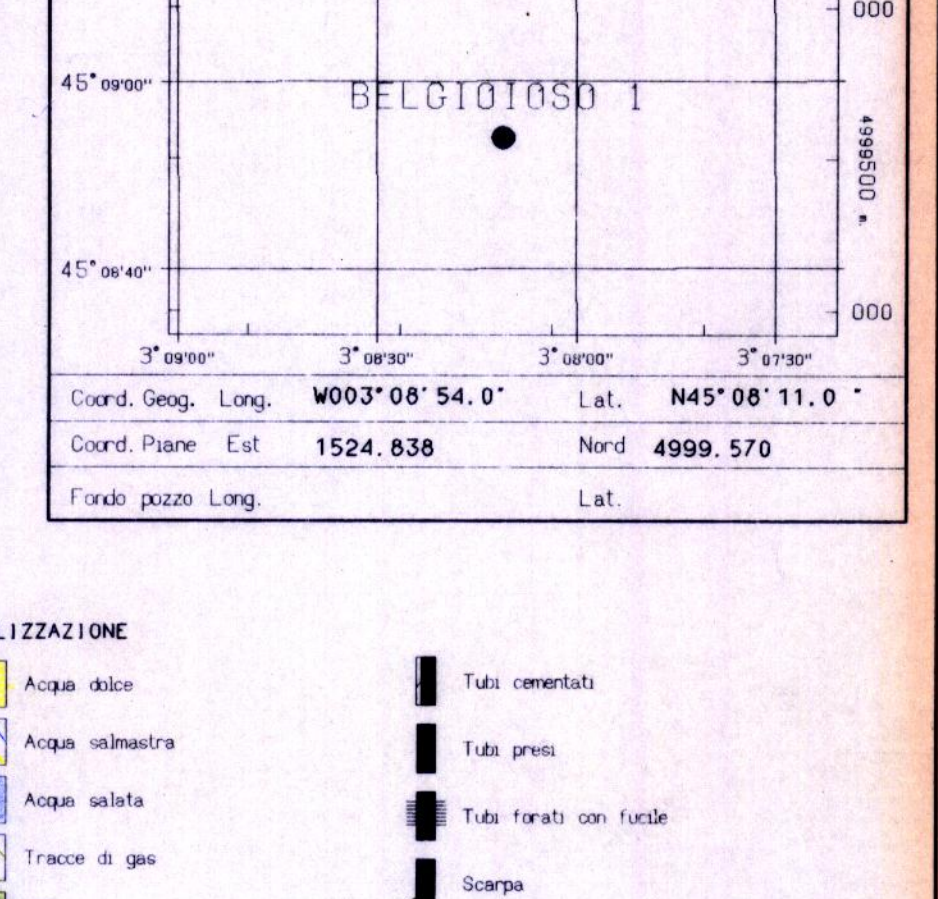 000
45°09'00"
BELGIOIOSO 1
4999500 m.
45°08'40"
000
3°09'00" 3°08'30" 3°08'00" 3°07'30"
Coord. Geog. Long. W003°08'54.0" Lat. N45°08'11.0"
Coord. Piane Est 1524.838 Nord 4999.570
Fondo pozzo Long. Lat.
LIZZAZIONE
Acqua dolce
Tubi cementati
Acqua salmastra
Tubi presi
Acqua salata
Tubi forati con fucile
Tracce di gas
Scarpa